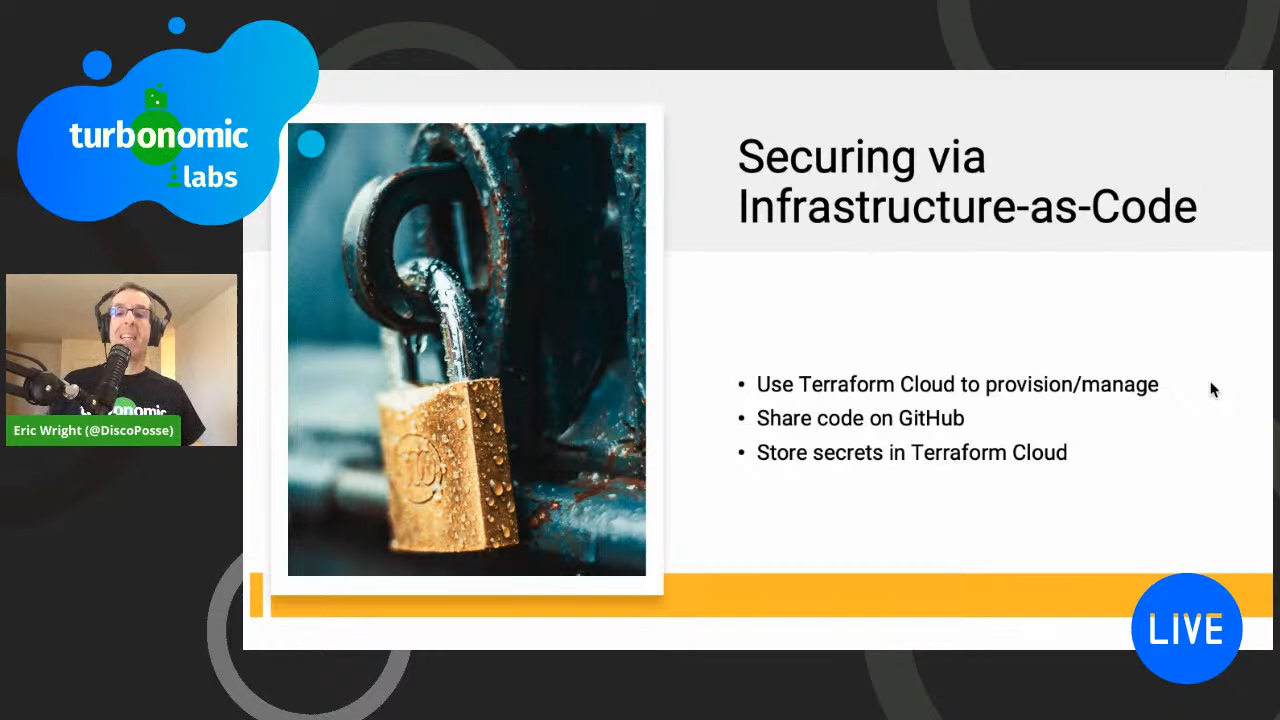 turbonomic
labs
Securing via
Infrastructure-as-Code
• Use Terraform Cloud to provision/manage
• Share code on GitHub
• Store secrets in Terraform Cloud
Eric Wright (@DiscoPosse)
LIVE